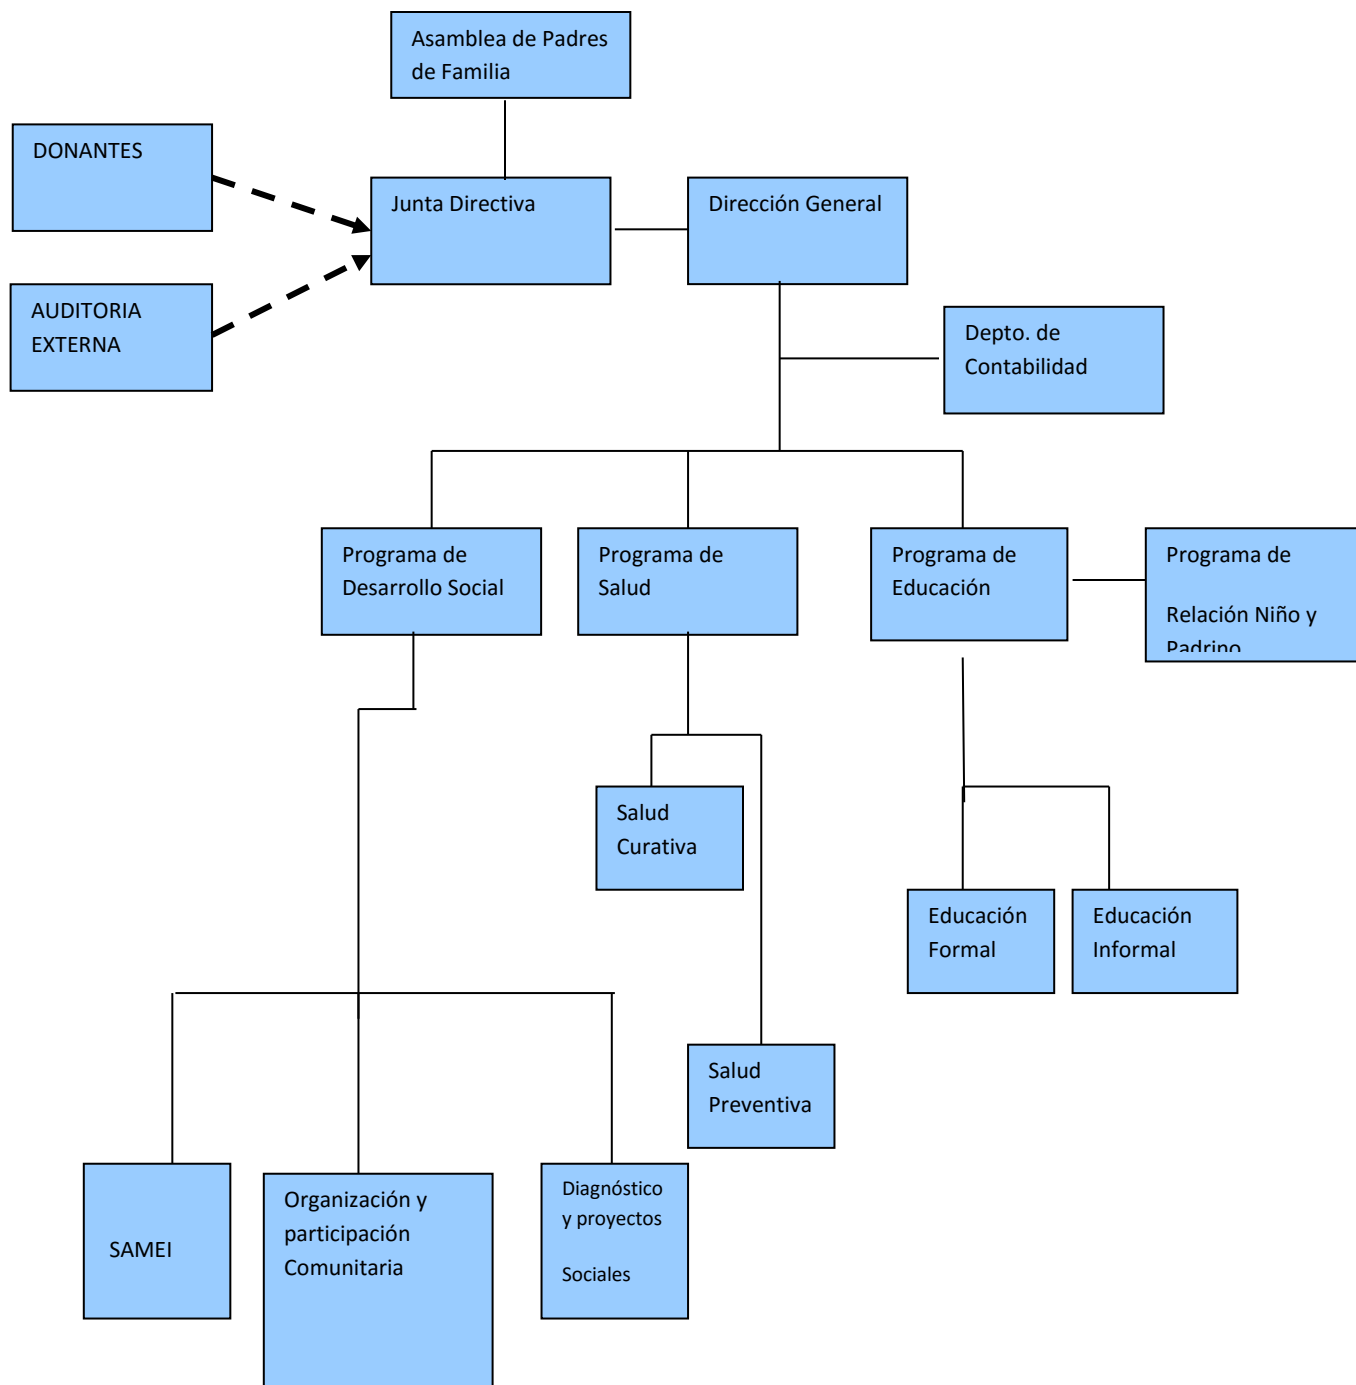 Asamblea de Padres
de Familia
DONANTES
Junta Directiva
Dirección General
AUDITORIA
EXTERNA
Depto. de
Contabilidad
Programa de
Desarrollo Social
Programa de
Salud
Programa de
Educación
Programa de
Relación Niño y
Padrino
Salud
Curativa
Educación
Formal
Educación
Informal
Salud
Preventiva
SAMEI
Organización y
participación
Comunitaria
Diagnóstico
y proyectos
Sociales